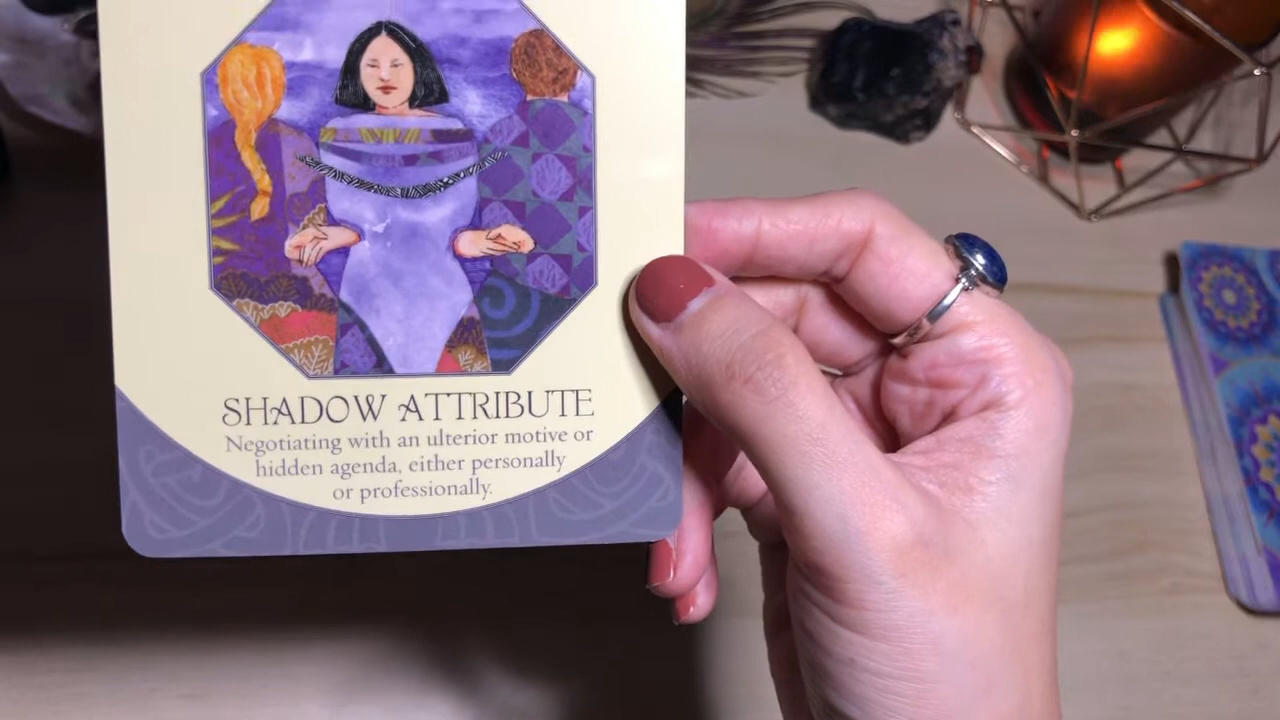 SHADOW ATTRIBUTE
Negotiating with an ulterior motive or
hidden agenda, either personally
or professionally.